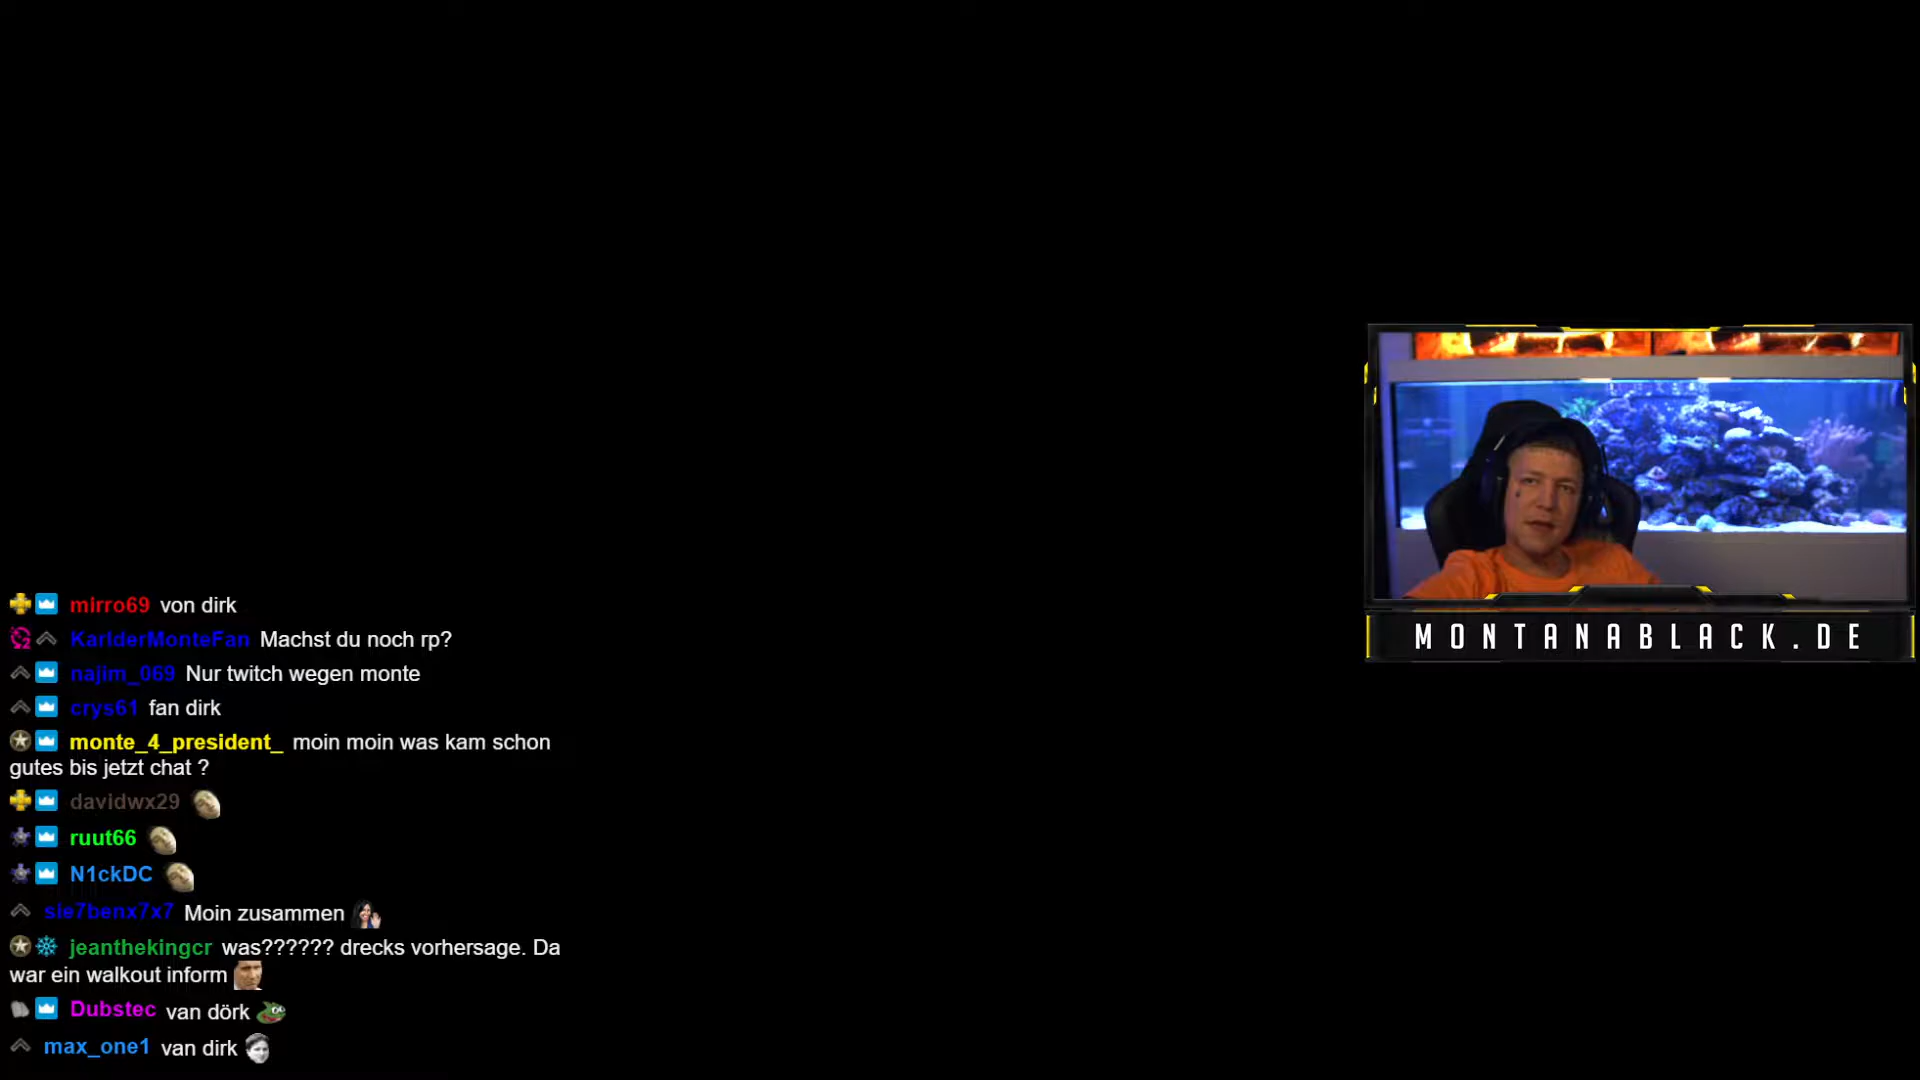 mirro69 von dirk
KarlderMonteFan Machst du noch rp?
najim_069 Nur twitch wegen monte
crys61 fan dirk
monte_4_president_ moin moin was kam schon
gutes bis jetzt chat ?
davidwx29
ruut66
N1ckDC
sie7benx7x7 Moin zusammen
jeanthekingcr was?????? drecks vorhersage. Da
war ein walkout inform
Dubstec van dörk
max_one1 van dirk
MONTANABLACK.DE